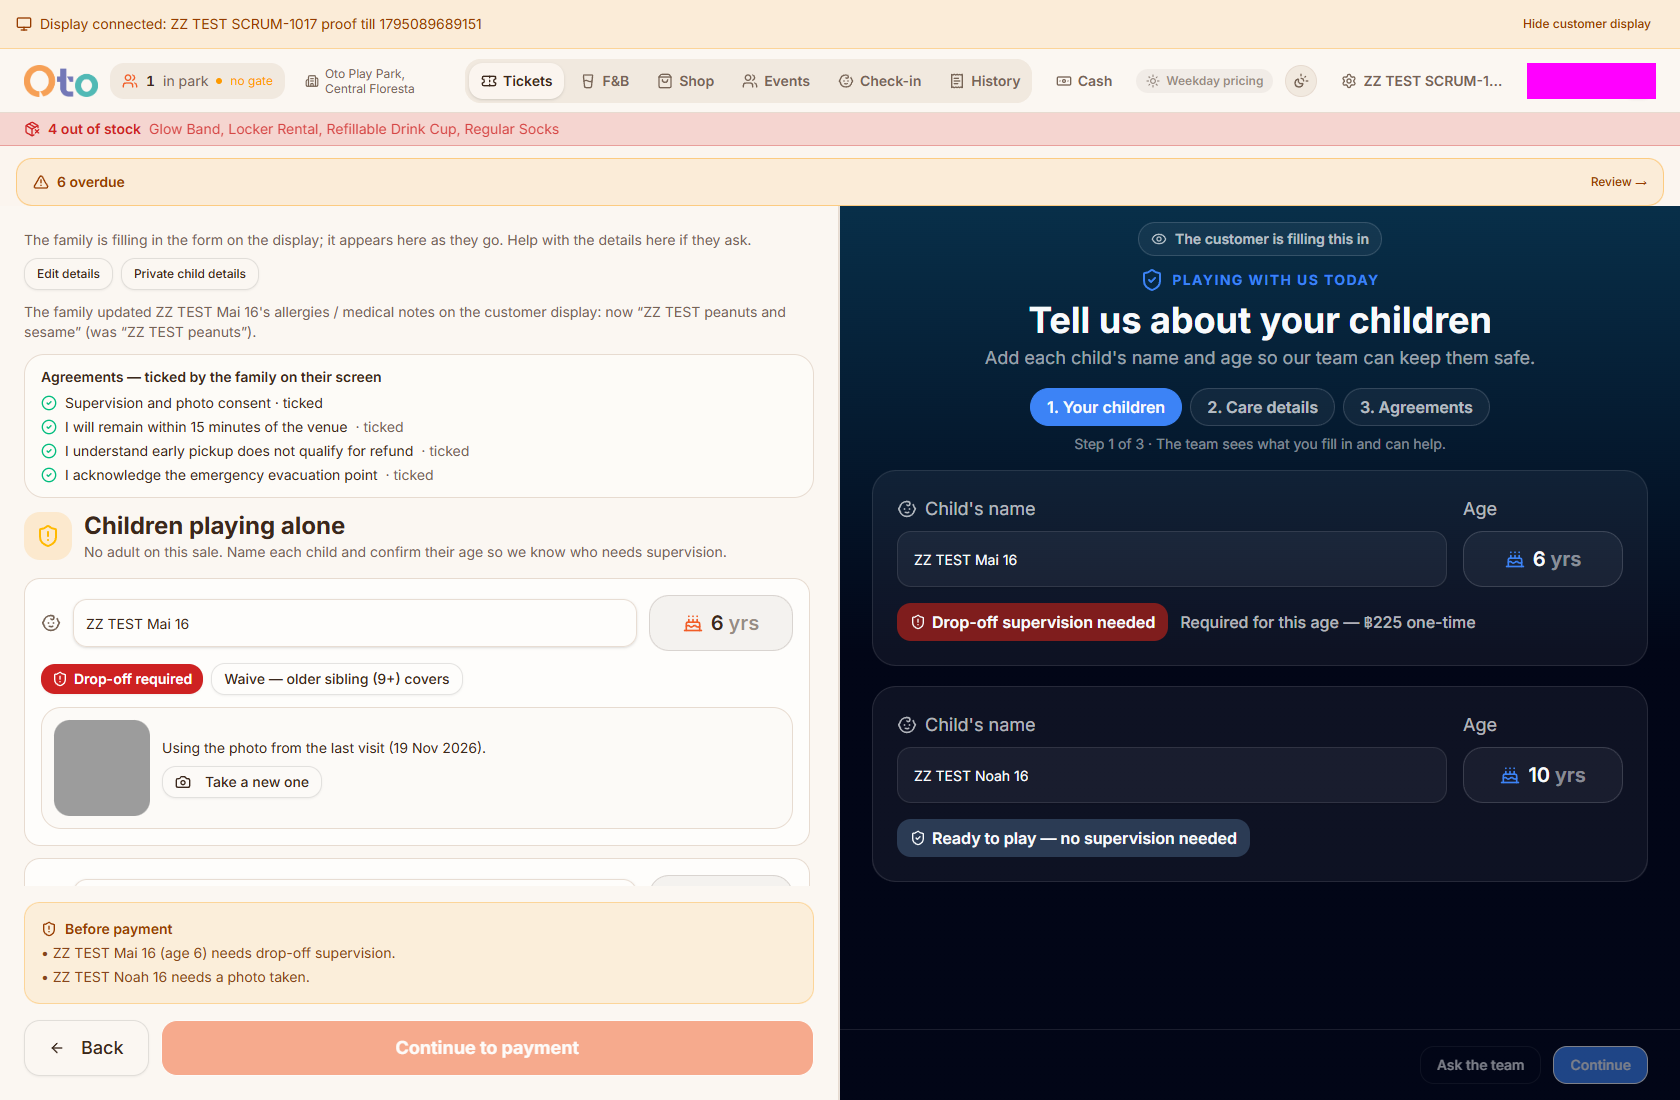 Display connected: ZZ TEST SCRUM-1017 proof till 1795089689151
Hide customer display
Oto
1 in park • no gate
Oto Play Park,
Central Floresta
Tickets
F&B
Shop
Events
Check-in
History
Cash
Weekday pricing
ZZ TEST SCRUM-1...
4 out of stock Glow Band, Locker Rental, Refillable Drink Cup, Regular Socks
6 overdue
Review →
The family is filling in the form on the display; it appears here as they go. Help with the details here if they ask.
Edit details
Private child details
The family updated ZZ TEST Mai 16's allergies / medical notes on the customer display: now “ZZ TEST peanuts and
sesame” (was “ZZ TEST peanuts”).
Agreements — ticked by the family on their screen
Supervision and photo consent · ticked
I will remain within 15 minutes of the venue · ticked
I understand early pickup does not qualify for refund · ticked
I acknowledge the emergency evacuation point · ticked
Children playing alone
No adult on this sale. Name each child and confirm their age so we know who needs supervision.
ZZ TEST Mai 16
6 yrs
Drop-off required
Waive — older sibling (9+) covers
Using the photo from the last visit (19 Nov 2026).
Take a new one
Before payment
• ZZ TEST Mai 16 (age 6) needs drop-off supervision.
• ZZ TEST Noah 16 needs a photo taken.
← Back
Continue to payment
The customer is filling this in
PLAYING WITH US TODAY
Tell us about your children
Add each child's name and age so our team can keep them safe.
1. Your children
2. Care details
3. Agreements
Step 1 of 3 · The team sees what you fill in and can help.
Child's name
Age
ZZ TEST Mai 16
6 yrs
Drop-off supervision needed
Required for this age — ฿225 one-time
Child's name
Age
ZZ TEST Noah 16
10 yrs
Ready to play — no supervision needed
Ask the team
Continue